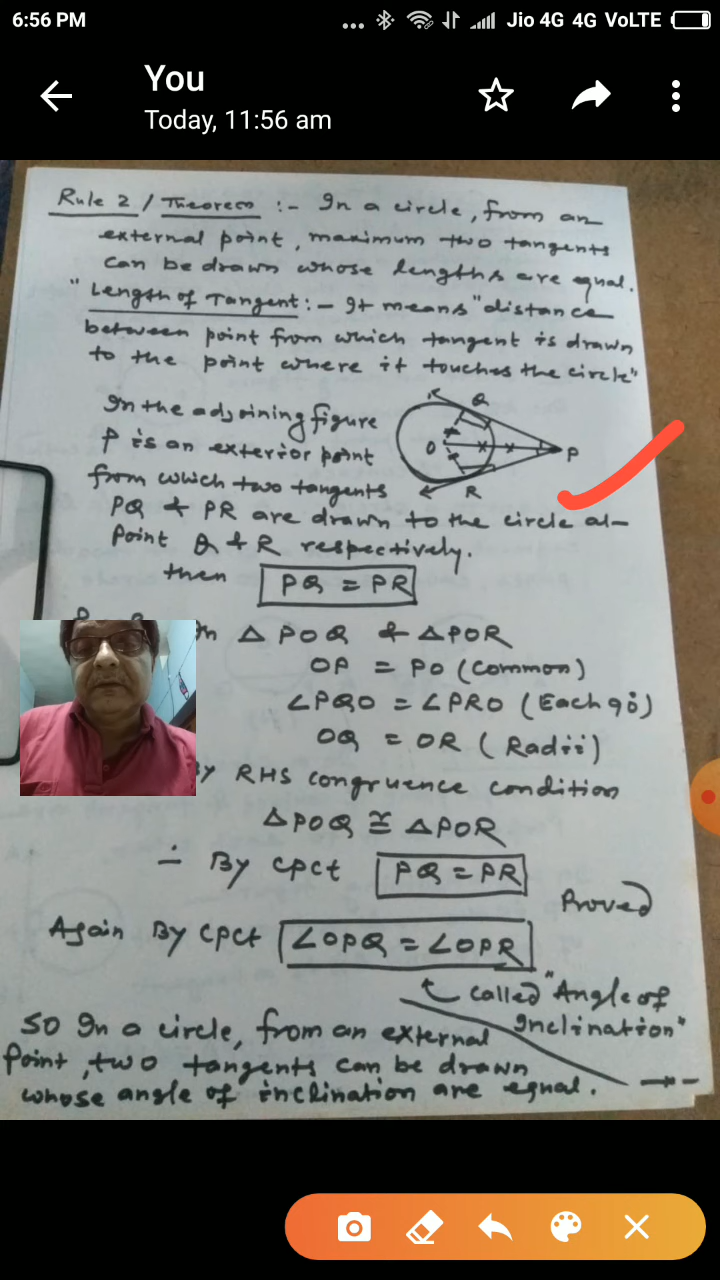 6:56 PM
... Jio 4G 4G VoLTE
You
Today, 11:56 am
Rule 2 / Theorem :- In a circle, from an
external point, maximum two tangents
can be drawn whose lengths are equal.
"Length of Tangent :- It means "distance
between point from which tangent is drawn
to the point where it touches the circle"
In the adjoining figure
P is an exterior point
from which two tangents
PQ & PR are drawn to the circle at
Point Q & R respectively.
then PQ = PR
Q
O
P
R
In △ POQ & △POR
OP = PO (Common)
∠PQO = ∠PRO (Each 90°)
OQ = OR (Radii)
By RHS congruence condition
△POQ ≅ △POR
∴ By CPCT PQ = PR
Proved
Again By CPCT ∠OPQ = ∠OPR
called "Angle of
Inclination"
So In a circle, from an external
Point, two tangents can be drawn
whose angle of inclination are equal.